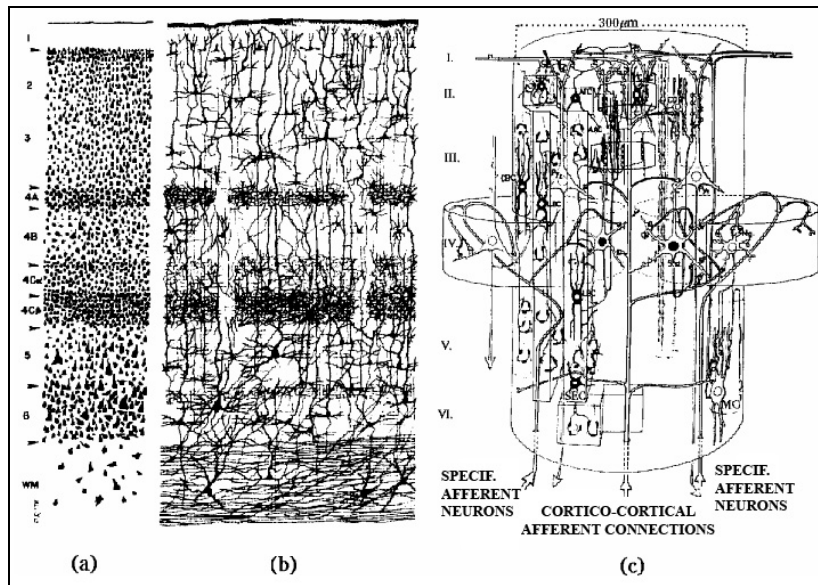 300µm
1
2
3
4A
4B
4Cα
4Cβ
5
6
WM
I.
II.
III.
IV.
V.
VI.
SEC
MC
SPECIF.
AFFERENT
NEURONS
CORTICO-CORTICAL
AFFERENT CONNECTIONS
SPECIF.
AFFERENT
NEURONS
(a)
(b)
(c)